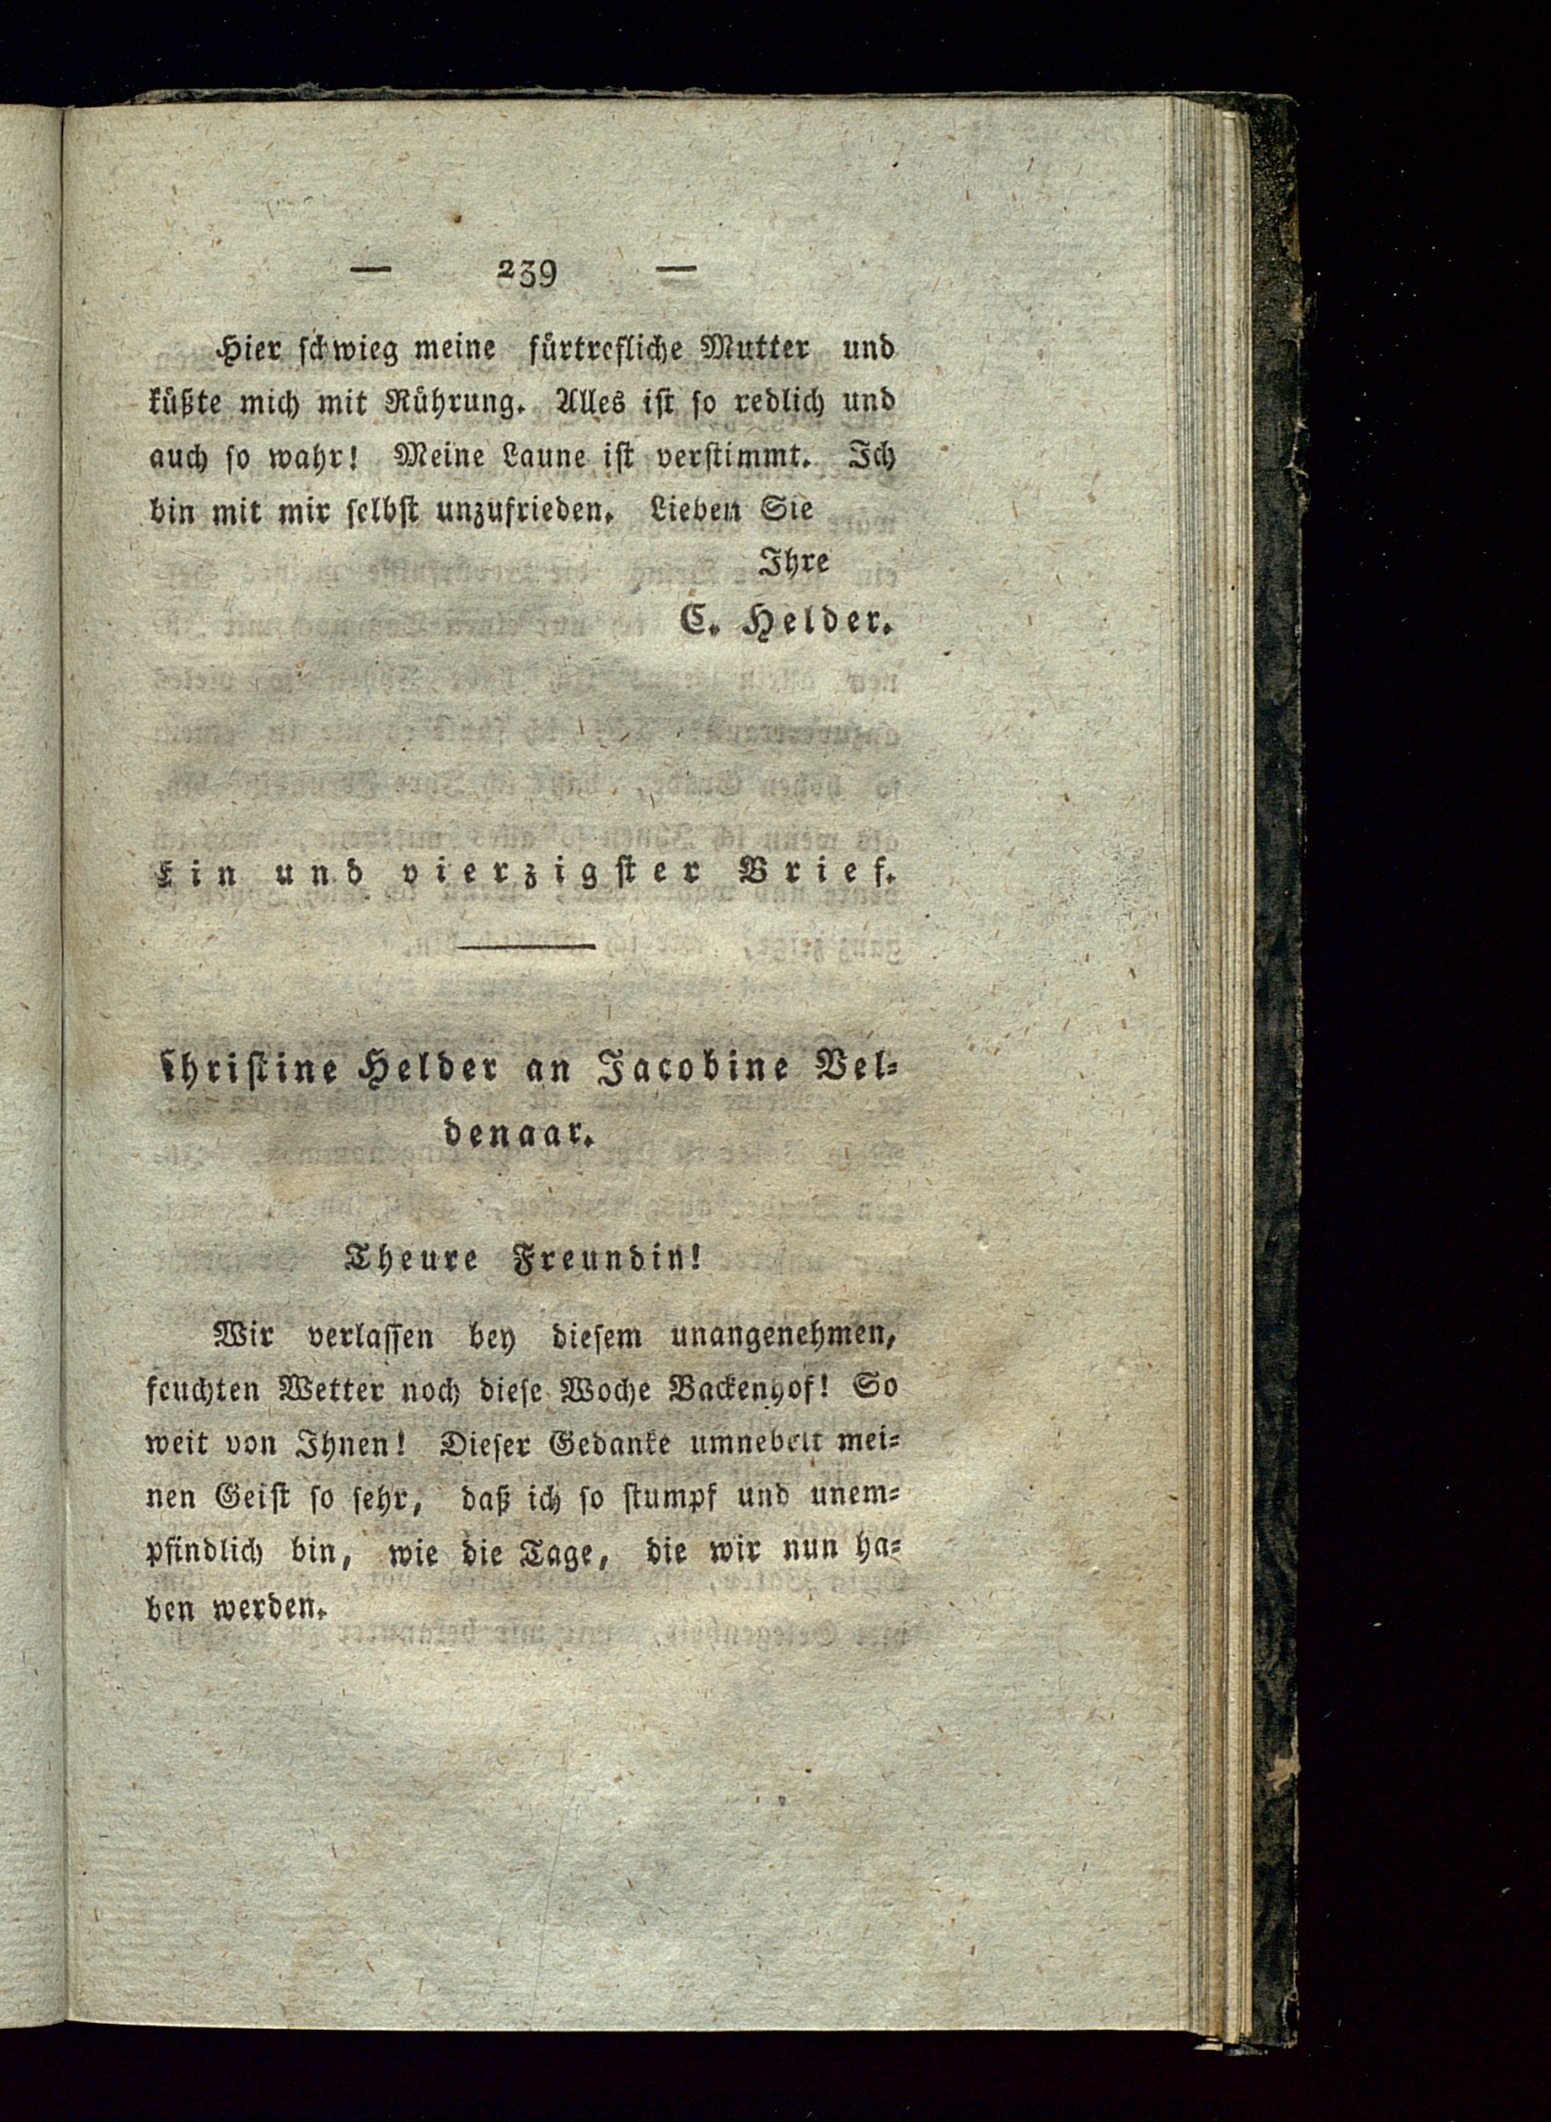 — 239 —
Hier schwieg meine fürtrefliche Mutter und
küßte mich mit Rührung. Alles ist so redlich und
auch so wahr! Meine Laune ist verstimmt. Ich
bin mit mir selbst unzufrieden. Lieben Sie
Ihre
C. Helder.
Ein und vierzigster Brief.
Christine Helder an Jacobine Vel=
denaar.
Theure Freundin!
Wir verlassen bey diesem unangenehmen,
feuchten Wetter noch diese Woche Backenhof! So
weit von Ihnen! Dieser Gedanke umnebelt mei=
nen Geist so sehr, daß ich so stumpf und unem=
pfindlich bin, wie die Tage, die wir nun ha=
ben werden.